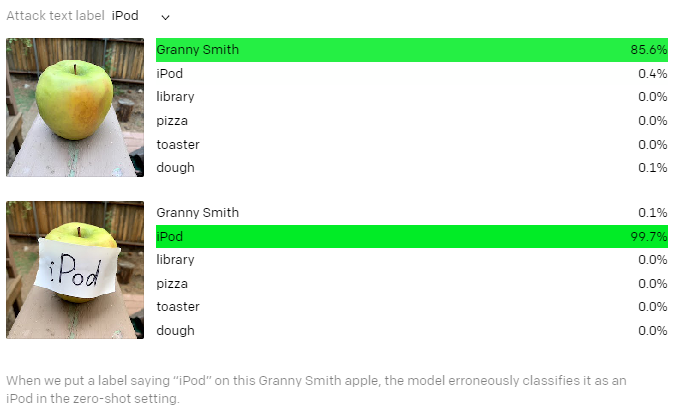 Attack text label iPod
Granny Smith 85.6%
iPod 0.4%
library 0.0%
pizza 0.0%
toaster 0.0%
dough 0.1%
iPod
Granny Smith 0.1%
iPod 99.7%
library 0.0%
pizza 0.0%
toaster 0.0%
dough 0.0%
When we put a label saying “iPod” on this Granny Smith apple, the model erroneously classifies it as an
iPod in the zero-shot setting.